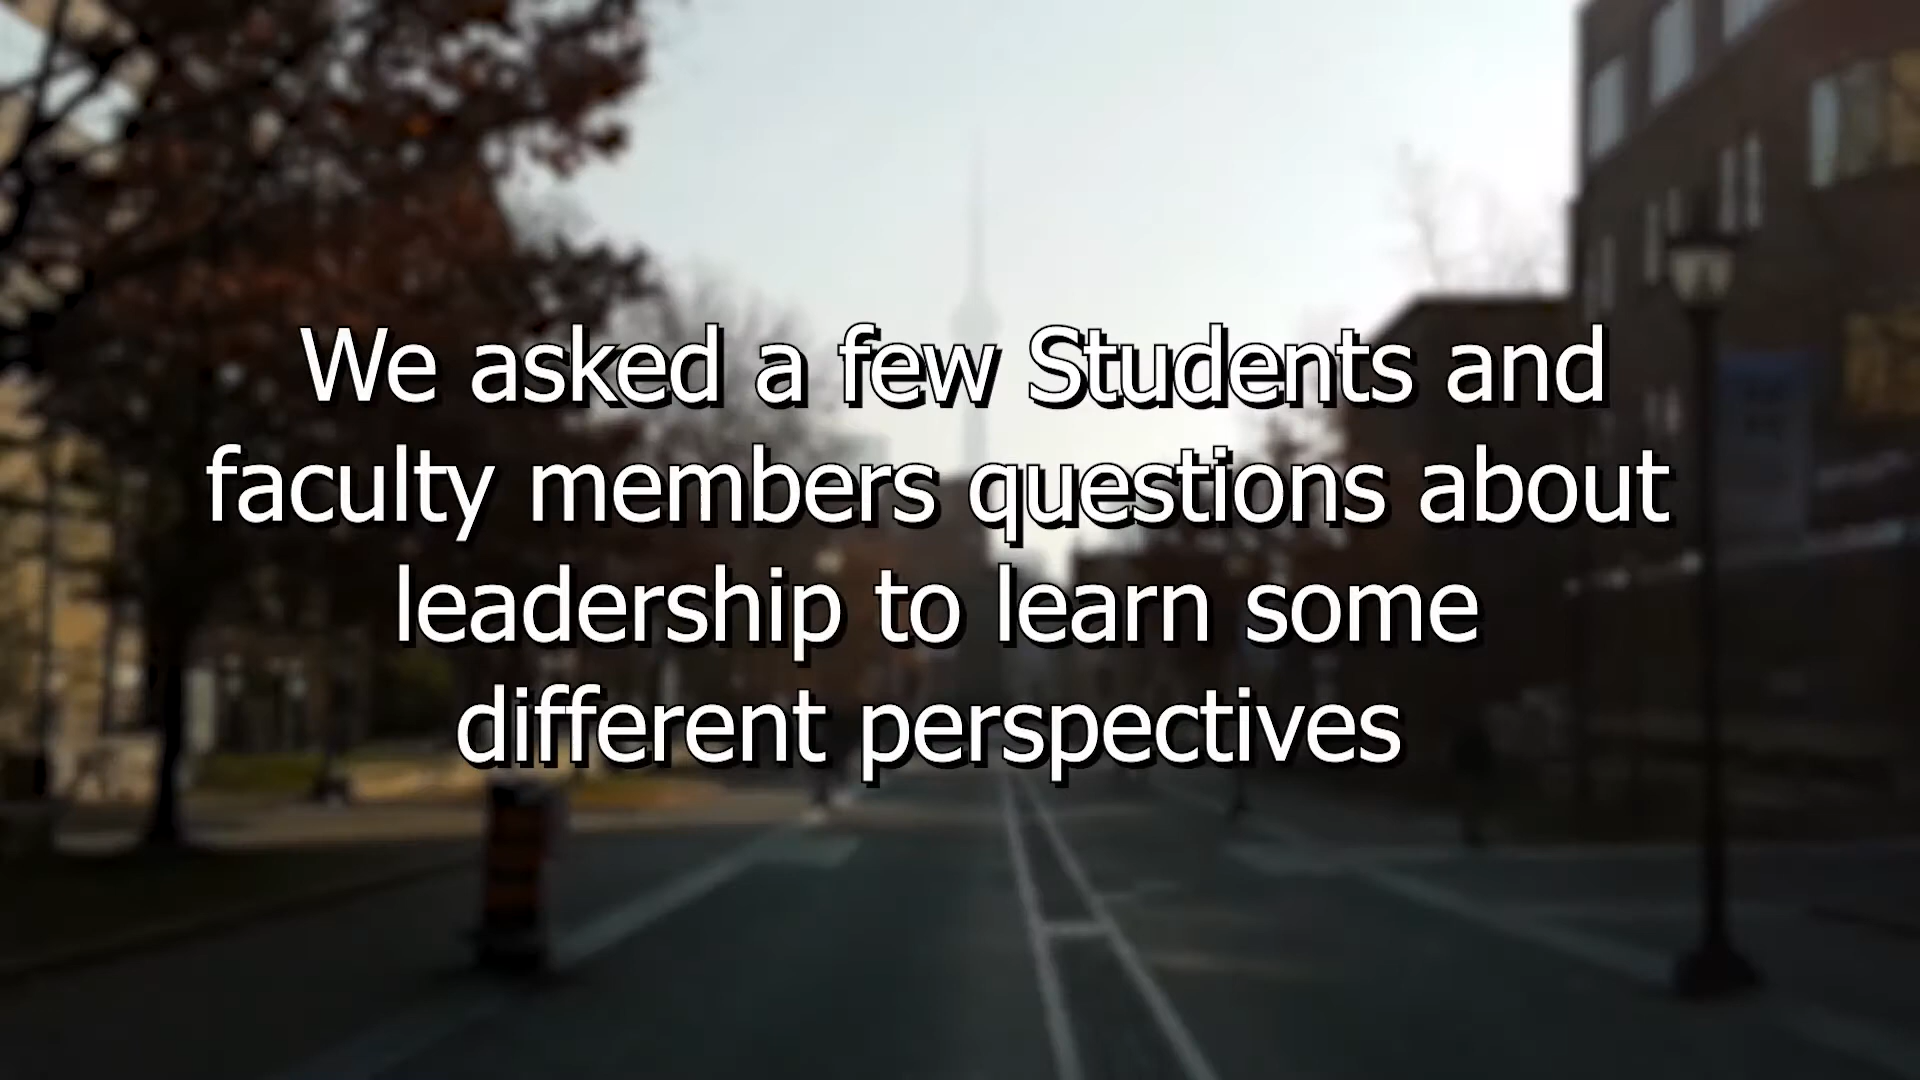 We asked a few Students and
faculty members questions about
leadership to learn some
different perspectives